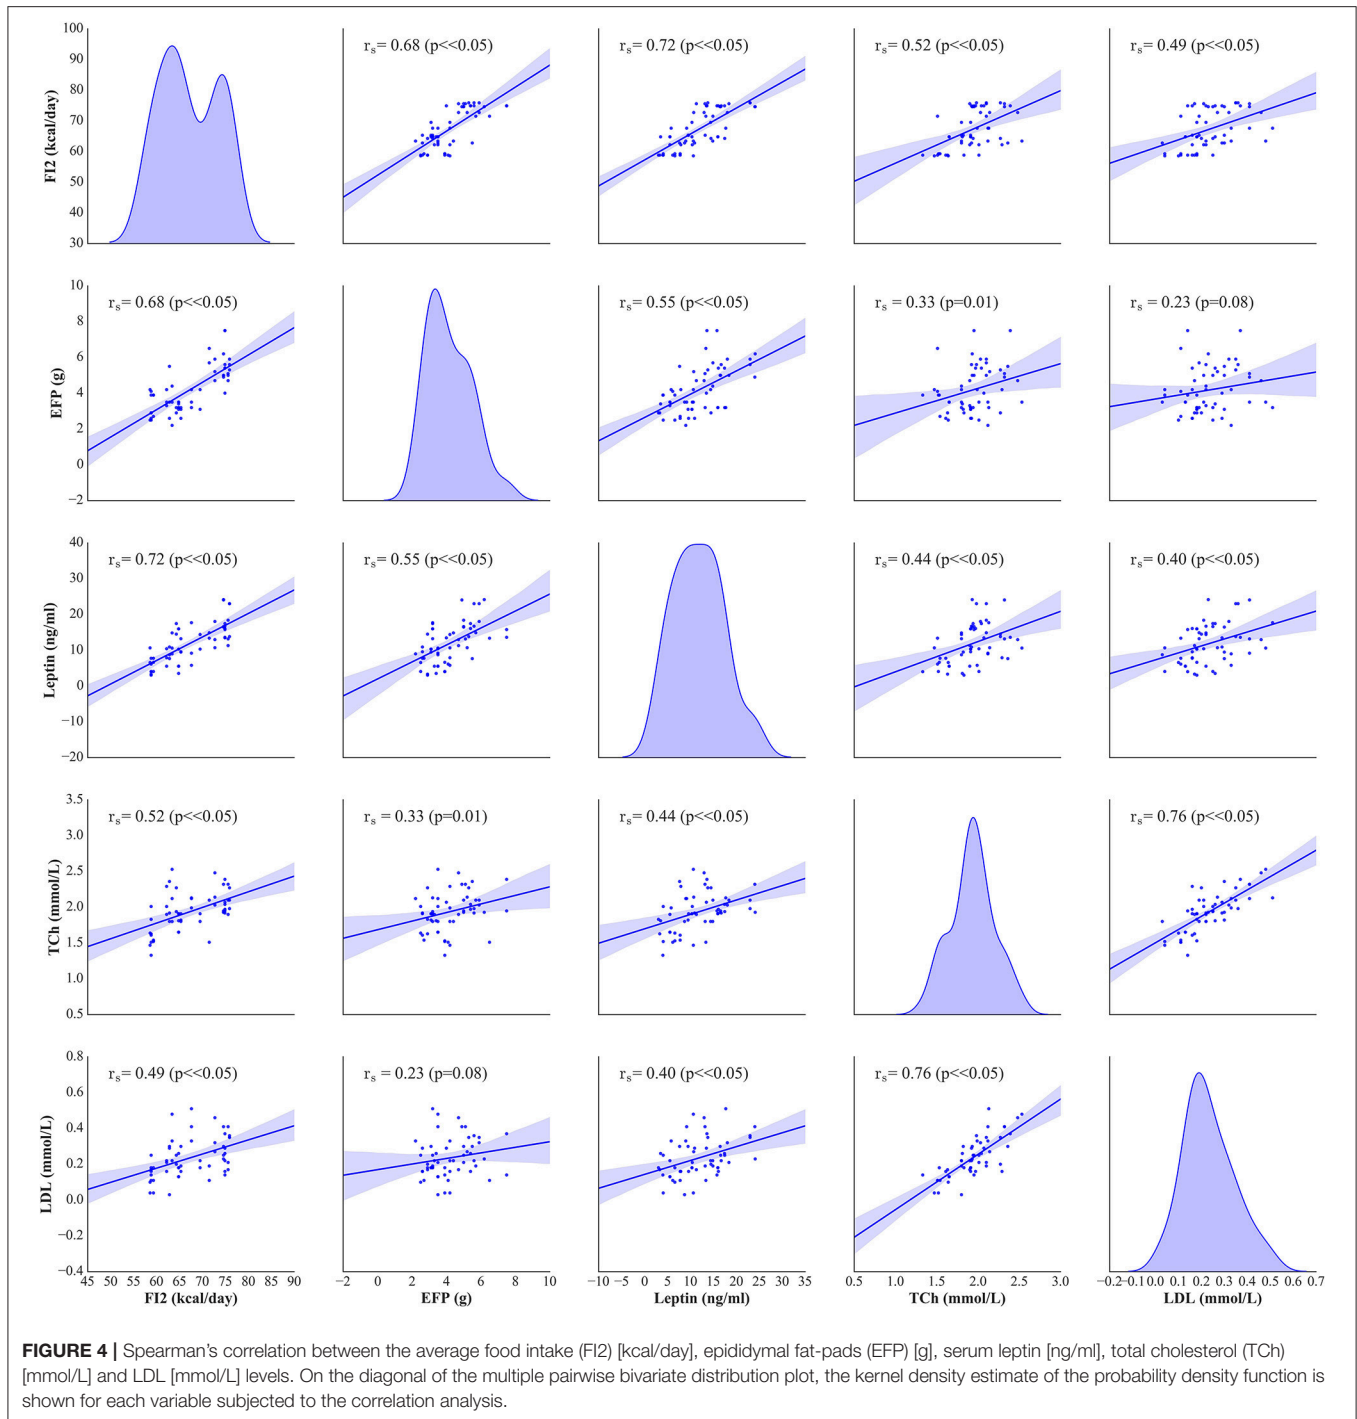 100
90
80
70
60
50
40
30
FI2 (kcal/day)
rs= 0.68 (p<<0.05)
rs= 0.72 (p<<0.05)
rs= 0.52 (p<<0.05)
rs= 0.49 (p<<0.05)
10
8
6
4
2
0
−2
EFP (g)
rs= 0.68 (p<<0.05)
rs= 0.55 (p<<0.05)
rs = 0.33 (p=0.01)
rs = 0.23 (p=0.08)
40
30
20
10
0
−10
−20
Leptin (ng/ml)
rs= 0.72 (p<<0.05)
rs= 0.55 (p<<0.05)
rs= 0.44 (p<<0.05)
rs= 0.40 (p<<0.05)
3.5
3.0
2.5
2.0
1.5
1.0
0.5
TCh (mmol/L)
rs= 0.52 (p<<0.05)
rs = 0.33 (p=0.01)
rs= 0.44 (p<<0.05)
rs= 0.76 (p<<0.05)
0.8
0.6
0.4
0.2
0.0
−0.2
−0.4
LDL (mmol/L)
rs= 0.49 (p<<0.05)
rs = 0.23 (p=0.08)
rs= 0.40 (p<<0.05)
rs= 0.76 (p<<0.05)
45 50 55 60 65 70 75 80 85 90
−2 0 2 4 6 8 10
−10 −5 0 5 10 15 20 25 30 35
0.5 1.0 1.5 2.0 2.5 3.0
−0.2 −0.1 0.0 0.1 0.2 0.3 0.4 0.5 0.6 0.7
FI2 (kcal/day)
EFP (g)
Leptin (ng/ml)
TCh (mmol/L)
LDL (mmol/L)
FIGURE 4 | Spearman's correlation between the average food intake (FI2) [kcal/day], epididymal fat-pads (EFP) [g], serum leptin [ng/ml], total cholesterol (TCh)
[mmol/L] and LDL [mmol/L] levels. On the diagonal of the multiple pairwise bivariate distribution plot, the kernel density estimate of the probability density function is
shown for each variable subjected to the correlation analysis.